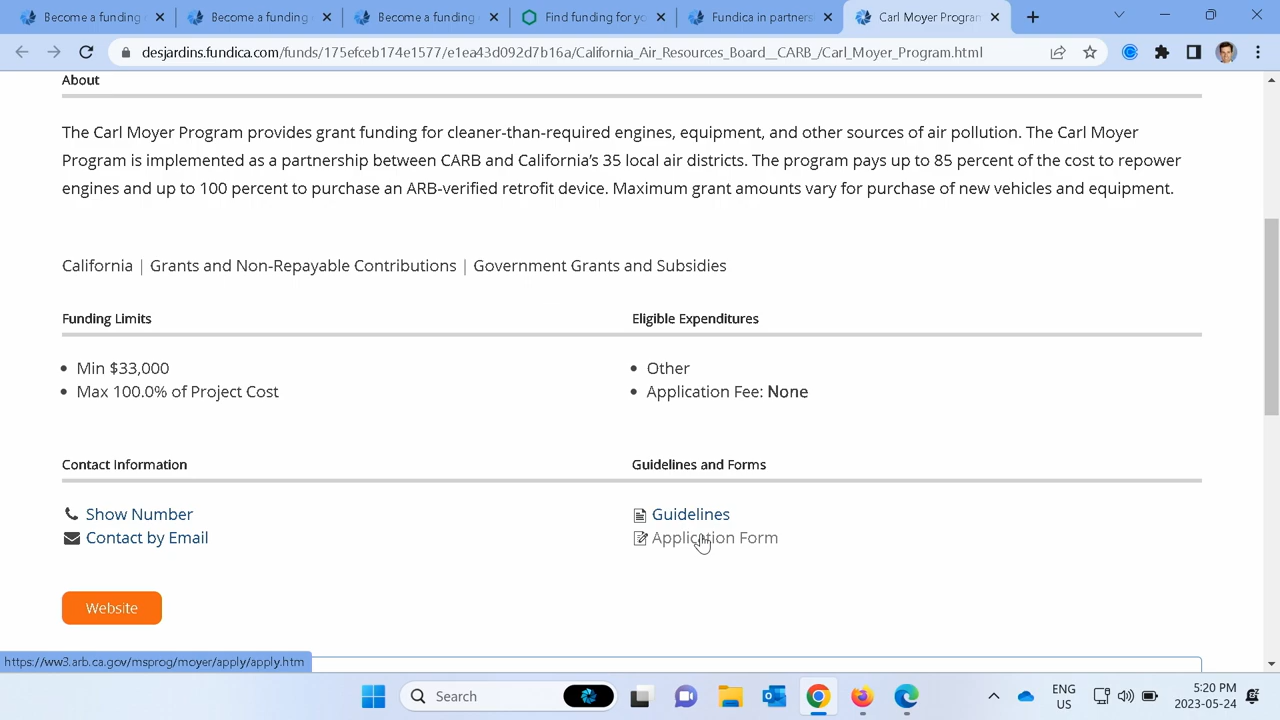 Become a funding
Become a funding
Become a funding
Find funding for yo
Fundica in partners
Carl Moyer Program
desjardins.fundica.com/funds/175efceb174e1577/e1ea43d092d7b16a/California_Air_Resources_Board__CARB_/Carl_Moyer_Program.html
About
The Carl Moyer Program provides grant funding for cleaner-than-required engines, equipment, and other sources of air pollution. The Carl Moyer
Program is implemented as a partnership between CARB and California's 35 local air districts. The program pays up to 85 percent of the cost to repower
engines and up to 100 percent to purchase an ARB-verified retrofit device. Maximum grant amounts vary for purchase of new vehicles and equipment.
California | Grants and Non-Repayable Contributions | Government Grants and Subsidies
Funding Limits
Min $33,000
Max 100.0% of Project Cost
Eligible Expenditures
Other
Application Fee: None
Contact Information
Show Number
Contact by Email
Guidelines and Forms
Guidelines
Application Form
Website
https://ww3.arb.ca.gov/msprog/moyer/apply/apply.htm
Search
ENG
US
5:20 PM
2023-05-24